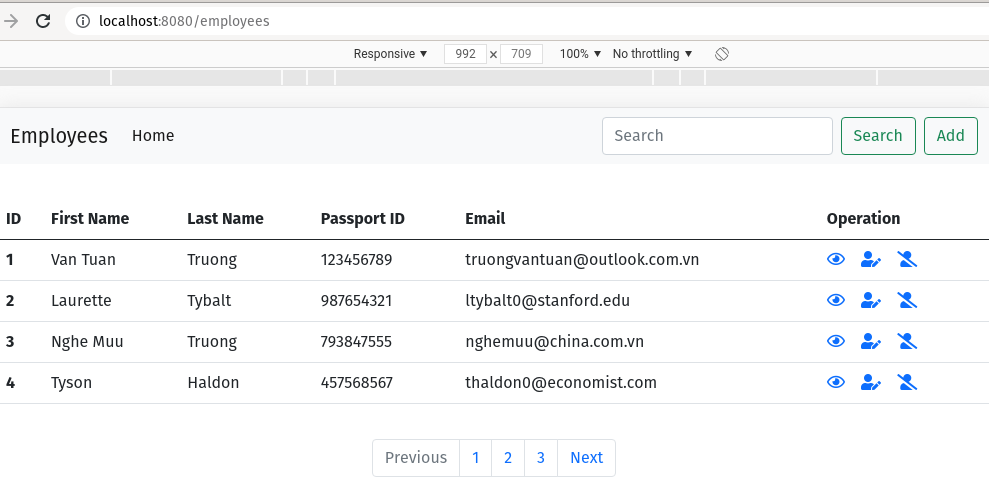 localhost:8080/employees
Responsive 992 × 709 100% No throttling
Employees Home Search Search Add
ID First Name Last Name Passport ID Email Operation
1 Van Tuan Truong 123456789 truongvantuan@outlook.com.vn
2 Laurette Tybalt 987654321 ltybalt0@stanford.edu
3 Nghe Muu Truong 793847555 nghemuu@china.com.vn
4 Tyson Haldon 457568567 thaldon0@economist.com
Previous 1 2 3 Next